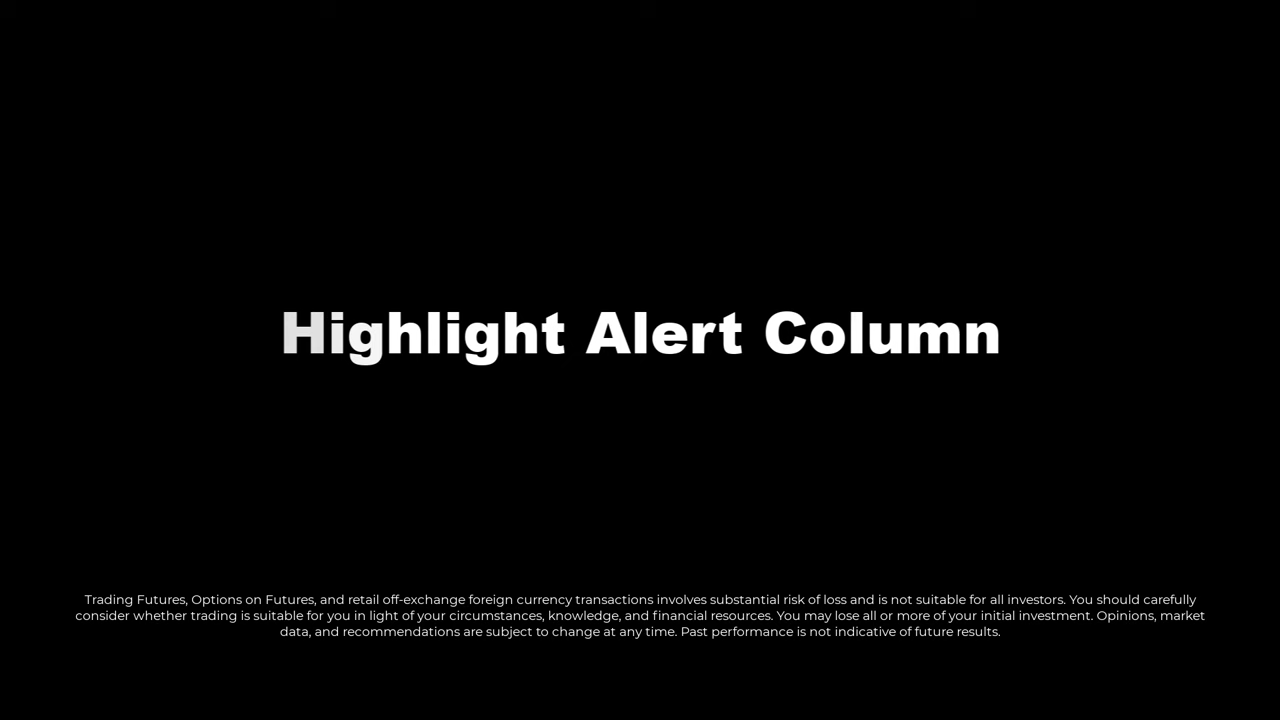 Highlight Alert Column
Trading Futures, Options on Futures, and retail off-exchange foreign currency transactions involves substantial risk of loss and is not suitable for all investors. You should carefully
consider whether trading is suitable for you in light of your circumstances, knowledge, and financial resources. You may lose all or more of your initial investment. Opinions, market
data, and recommendations are subject to change at any time. Past performance is not indicative of future results.